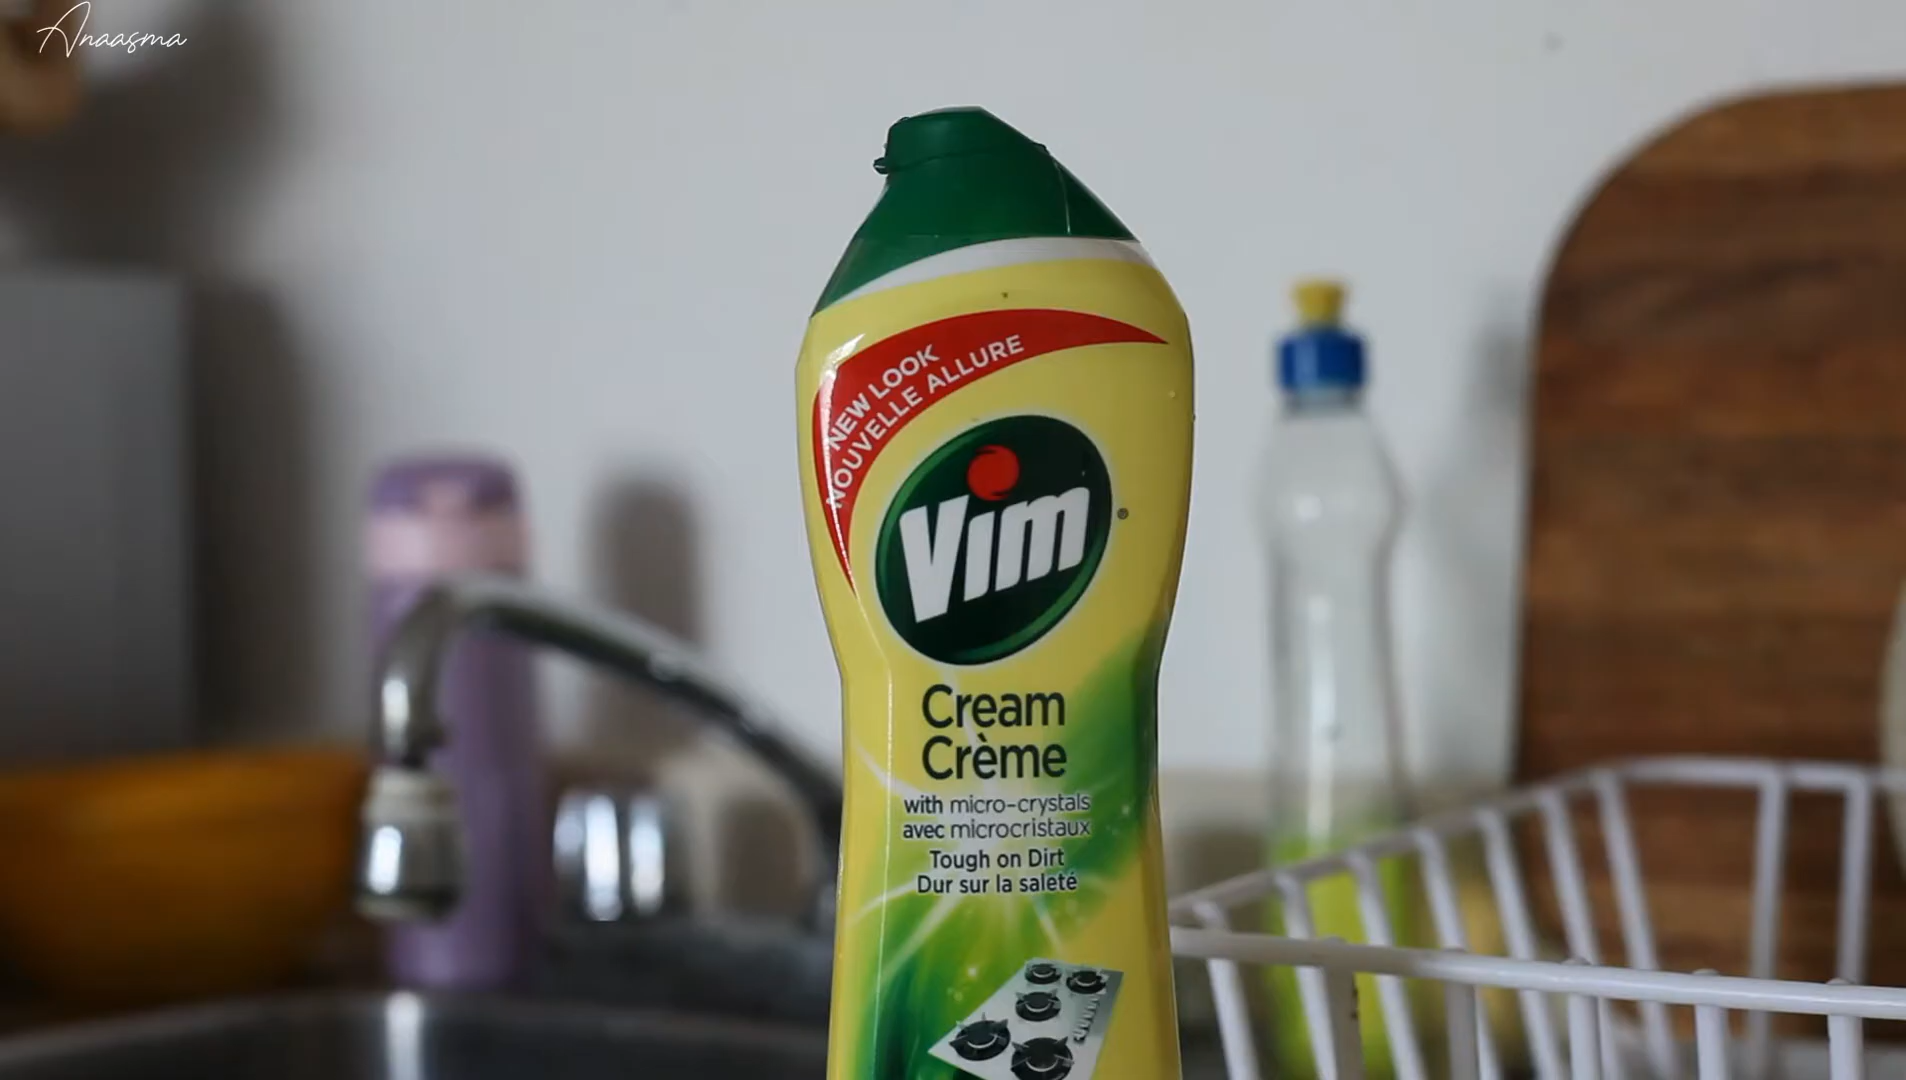 Anaasma
NEW LOOK
NOUVELLE ALLURE
Vim
®
Cream
Crème
with micro-crystals
avec microcristaux
Tough on Dirt
Dur sur la saleté